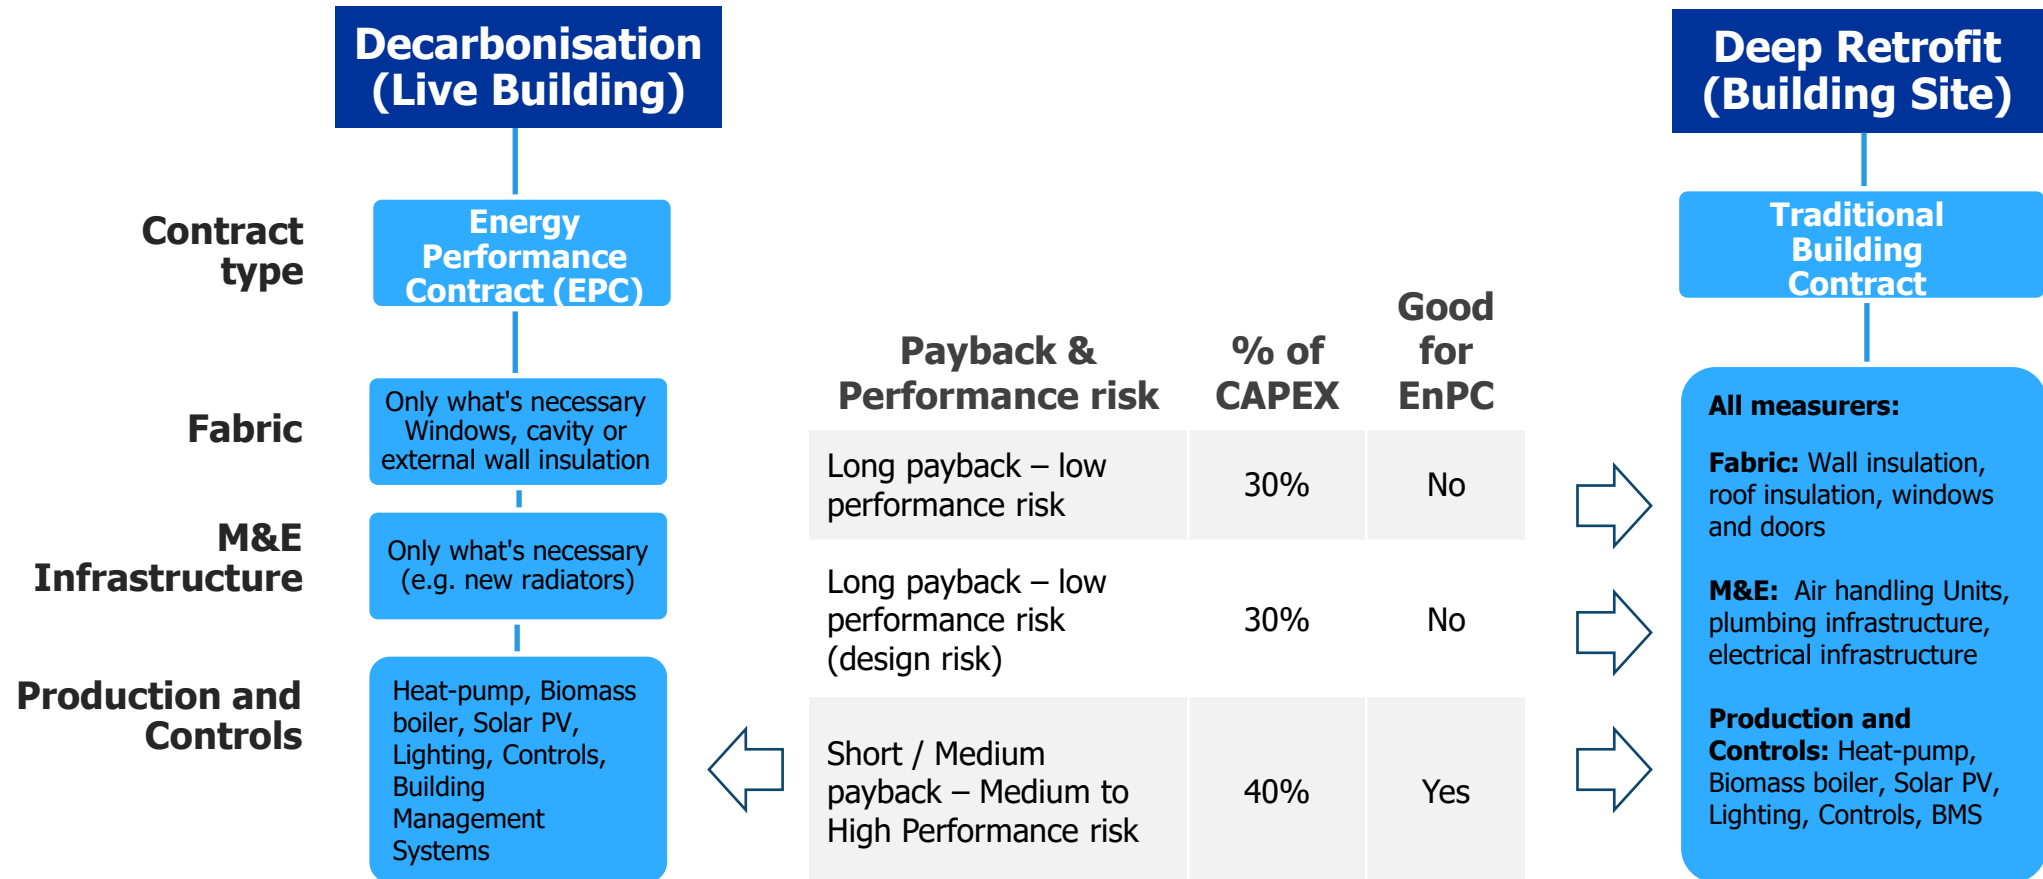 Decarbonisation
(Live Building)
Deep Retrofit
(Building Site)
Contract
type
Energy
Performance
Contract (EPC)
Traditional
Building
Contract
Payback &
Performance risk
% of
CAPEX
Good
for
EnPC
Fabric
Only what's necessary
Windows, cavity or
external wall insulation
Long payback – low
performance risk
30%
No
M&E
Infrastructure
Only what's necessary
(e.g. new radiators)
Long payback – low
performance risk
(design risk)
30%
No
Production and
Controls
Heat-pump, Biomass
boiler, Solar PV,
Lighting, Controls,
Building
Management
Systems
Short / Medium
payback – Medium to
High Performance risk
40%
Yes
All measurers:
Fabric: Wall insulation,
roof insulation, windows
and doors
M&E: Air handling Units,
plumbing infrastructure,
electrical infrastructure
Production and
Controls: Heat-pump,
Biomass boiler, Solar PV,
Lighting, Controls, BMS